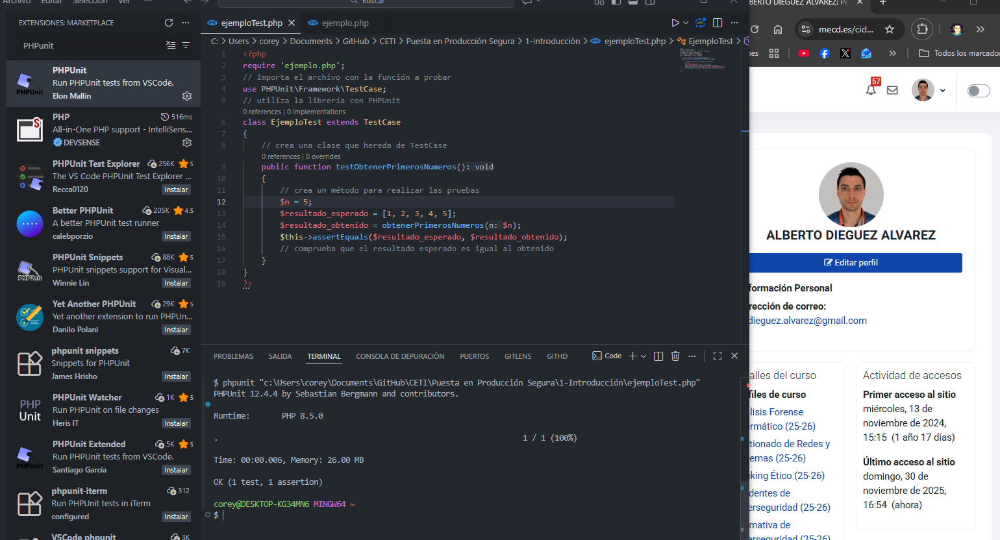 Archivo Editar Selección Ver ···
Buscar
EXTENSIONES: MARKETPLACE
PHPunit
PHPUnit
Run PHPUnit tests from VSCode.
Elon Mallin
PHP 516ms
All-in-One PHP support - IntelliSens...
DEVSENSE
PHPUnit Test Explorer 256K 5
The VS Code PHPUnit Test Explorer ...
Recca0120 Instalar
Better PHPUnit 205K 4.5
A better PHPUnit test runner
calebporzio Instalar
PHPUnit Snippets 88K 5
PHPUnit snippets support for Visual...
Winnie Lin Instalar
Yet Another PHPUnit 29K 5
Yet another extension to run PHPUn...
Danilo Polani Instalar
phpunit snippets 7K
Snippets for PHPUnit
James Hrisho Instalar
PHPUnit Watcher 1K 5
Run PHPUnit on file changes
Heris IT Instalar
PHPUnit Extended 5K 5
Run PHPUnit tests from VSCode.
Santiago García Instalar
phpunit-iterm 312
Run PHPUnit tests in iTerm
configured Instalar
VSCode phpunit 3K
ejemploTest.php
ejemplo.php
C: > Users > corey > Documents > GitHub > CETI > Puesta en Producción Segura > 1-Introducción > ejemploTest.php > EjemploTest >
1 <?php
2 require 'ejemplo.php';
3 // Importa el archivo con la función a probar
4 use PHPUnit\Framework\TestCase;
5 // utiliza la librería con PHPUnit
0 references | 0 implementations
6 class EjemploTest extends TestCase
7 {
8 // crea una clase que hereda de TestCase
0 references | 0 overrides
9 public function testObtenerPrimerosNumeros(): void
10 {
11 // crea un método para realizar las pruebas
12 $n = 5;
13 $resultado_esperado = [1, 2, 3, 4, 5];
14 $resultado_obtenido = obtenerPrimerosNumeros(n: $n);
15 $this->assertEquals($resultado_esperado, $resultado_obtenido);
16 // comprueba que el resultado esperado es igual al obtenido
17 }
18 }
19 ?>
PROBLEMAS SALIDA TERMINAL CONSOLA DE DEPURACIÓN PUERTOS GITLENS GITHD Code
$ phpunit "c:\Users\corey\Documents\GitHub\CETI\Puesta en Producción Segura\1-Introducción\ejemploTest.php"
PHPUnit 12.4.4 by Sebastian Bergmann and contributors.
Runtime: PHP 8.5.0
. 1 / 1 (100%)
Time: 00:00.006, Memory: 26.00 MB
OK (1 test, 1 assertion)
corey@DESKTOP-KG34MN6 MINGW64 ~
$
BERTO DIEGUEZ ALVAREZ: Pe
mecd.es/cid...
nes
Todos los marcador
57
ALBERTO DIEGUEZ ALVAREZ
Editar perfil
formación Personal
rección de correo:
dieguez.alvarez@gmail.com
alles del curso
files de curso
lisis Forense
ormático (25-26)
tionado de Redes y
emas (25-26)
cking Ético (25-26)
dentes de
erseguridad (25-26)
mativa de
erseguridad (25-26)
Actividad de accesos
Primer acceso al sitio
miércoles, 13 de
noviembre de 2024,
15:15 (1 año 17 días)
Último acceso al sitio
domingo, 30 de
noviembre de 2025,
16:54 (ahora)